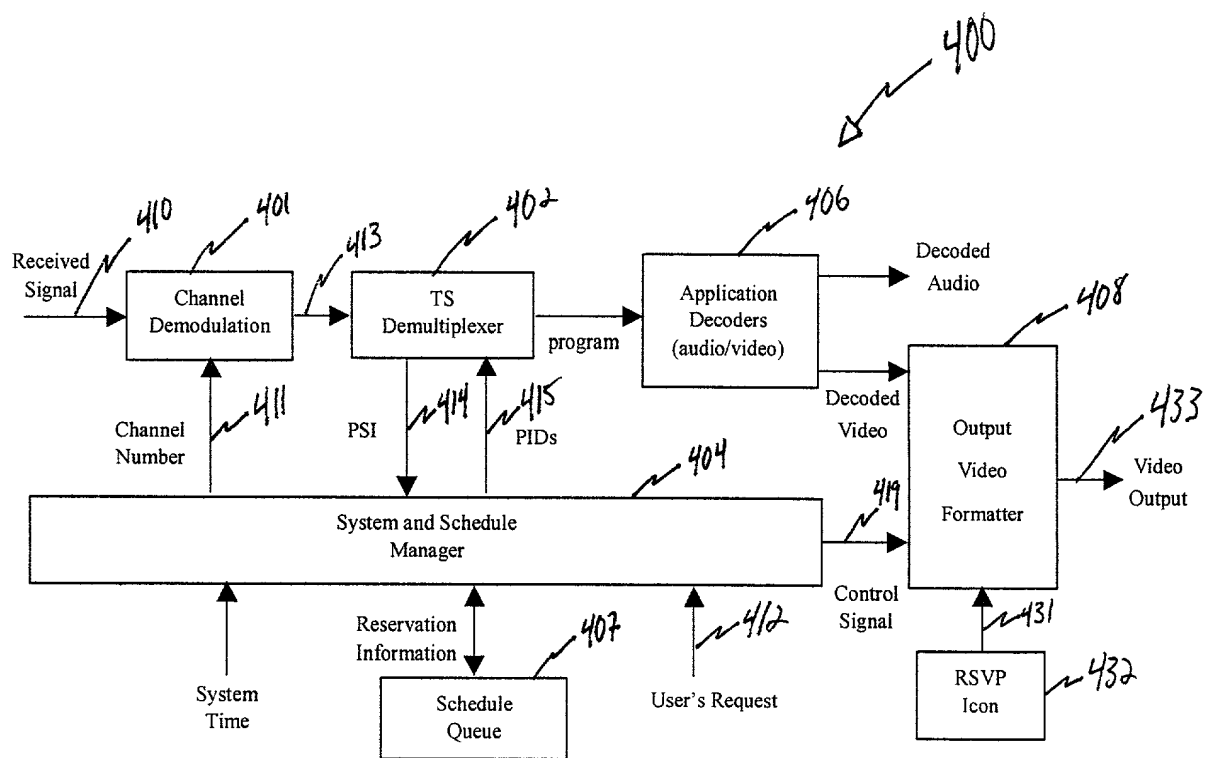 400
410
401
413
402
406
Received
Signal
Channel
Demodulation
TS
Demultiplexer
program
Application
Decoders
(audio/video)
Decoded
Audio
408
Channel
Number
411
PSI
414
415
PIDs
Decoded
Video
Output
Video
Formatter
433
Video
Output
404
System and Schedule
Manager
419
Control
Signal
System
Time
Reservation
Information
407
Schedule
Queue
412
User's Request
431
RSVP
Icon
432